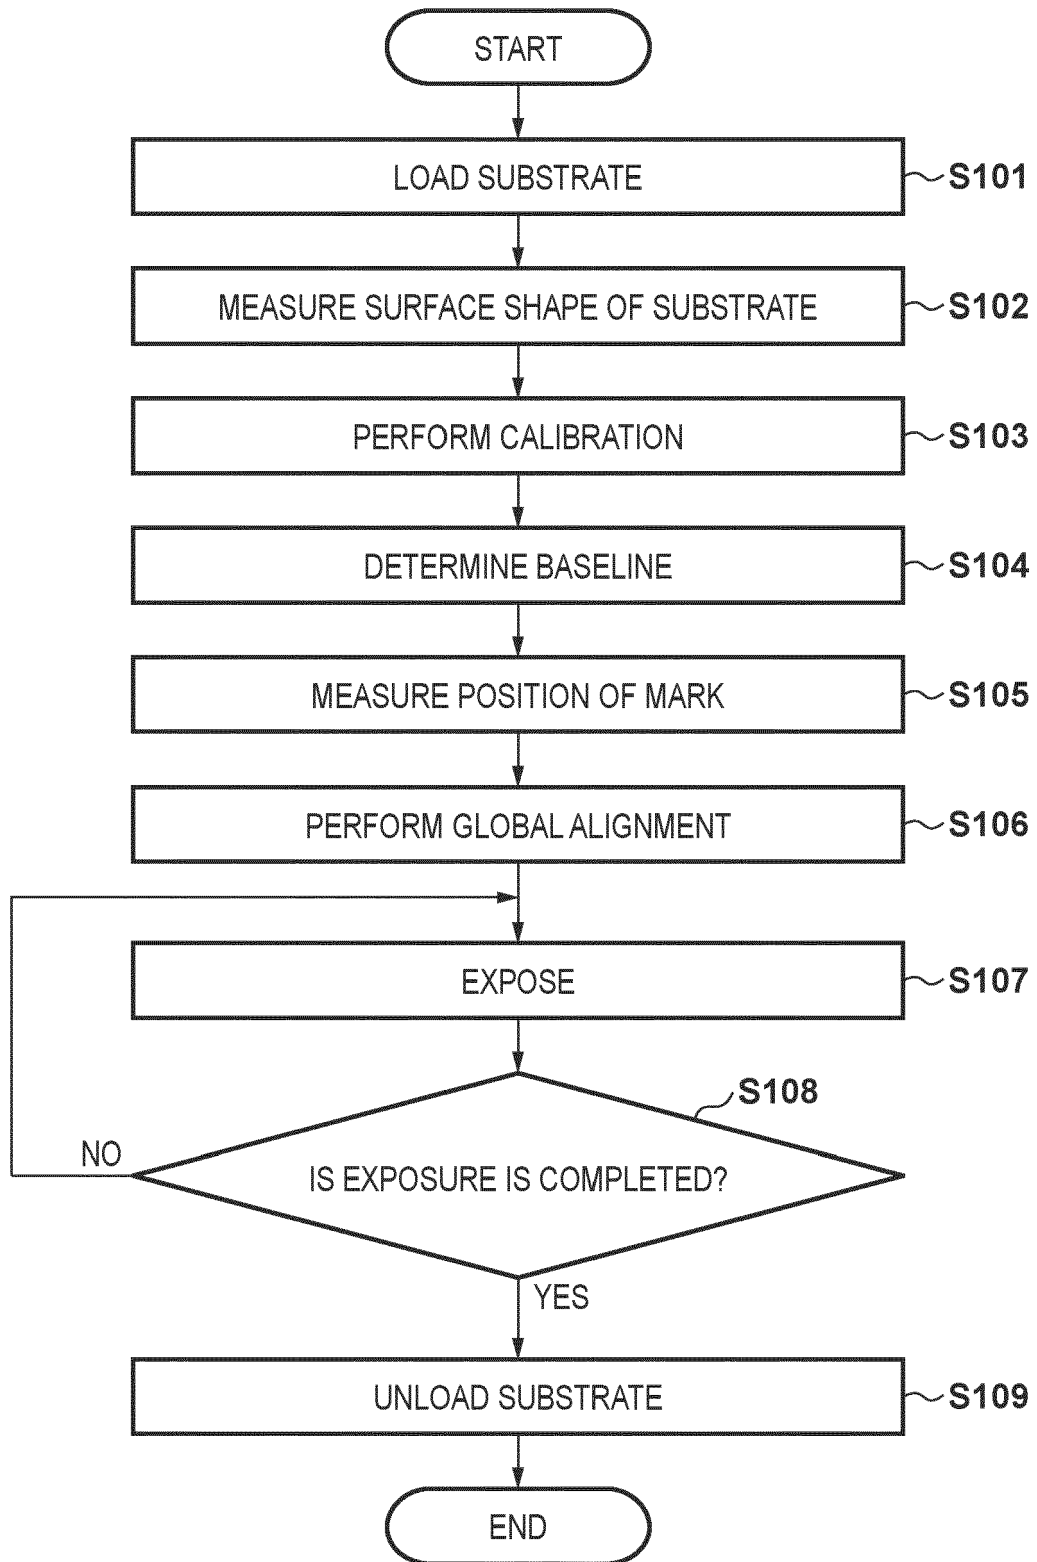 START
LOAD SUBSTRATE
S101
MEASURE SURFACE SHAPE OF SUBSTRATE
S102
PERFORM CALIBRATION
S103
DETERMINE BASELINE
S104
MEASURE POSITION OF MARK
S105
PERFORM GLOBAL ALIGNMENT
S106
EXPOSE
S107
S108
NO
IS EXPOSURE IS COMPLETED?
YES
UNLOAD SUBSTRATE
S109
END